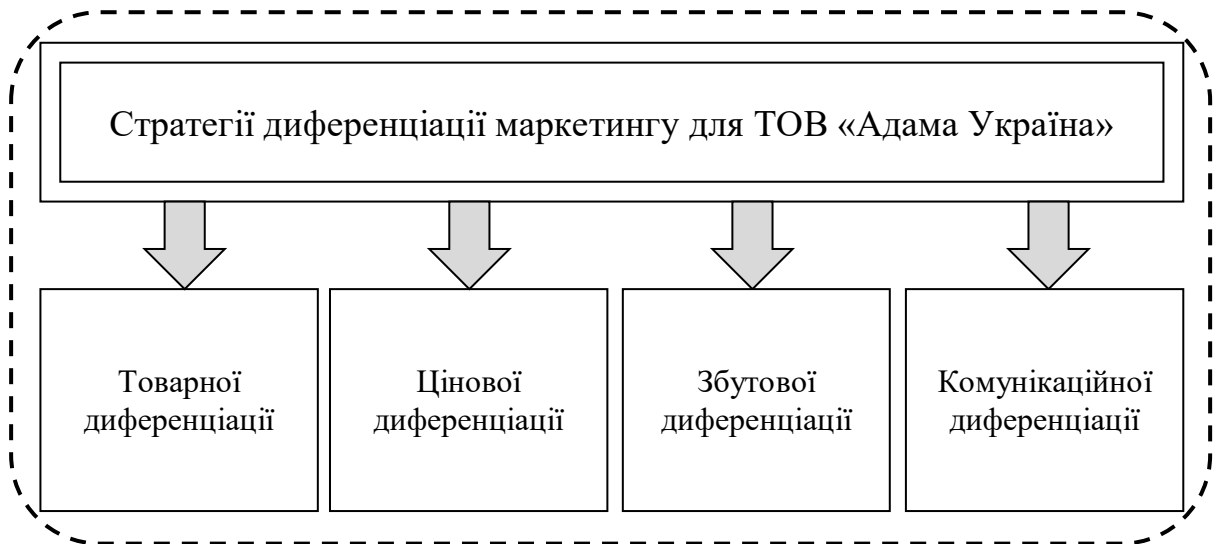 Стратегії диференціації маркетингу для ТОВ «Адама Україна»
Товарної
диференціації
Цінової
диференціації
Збутової
диференціації
Комунікаційної
диференціації